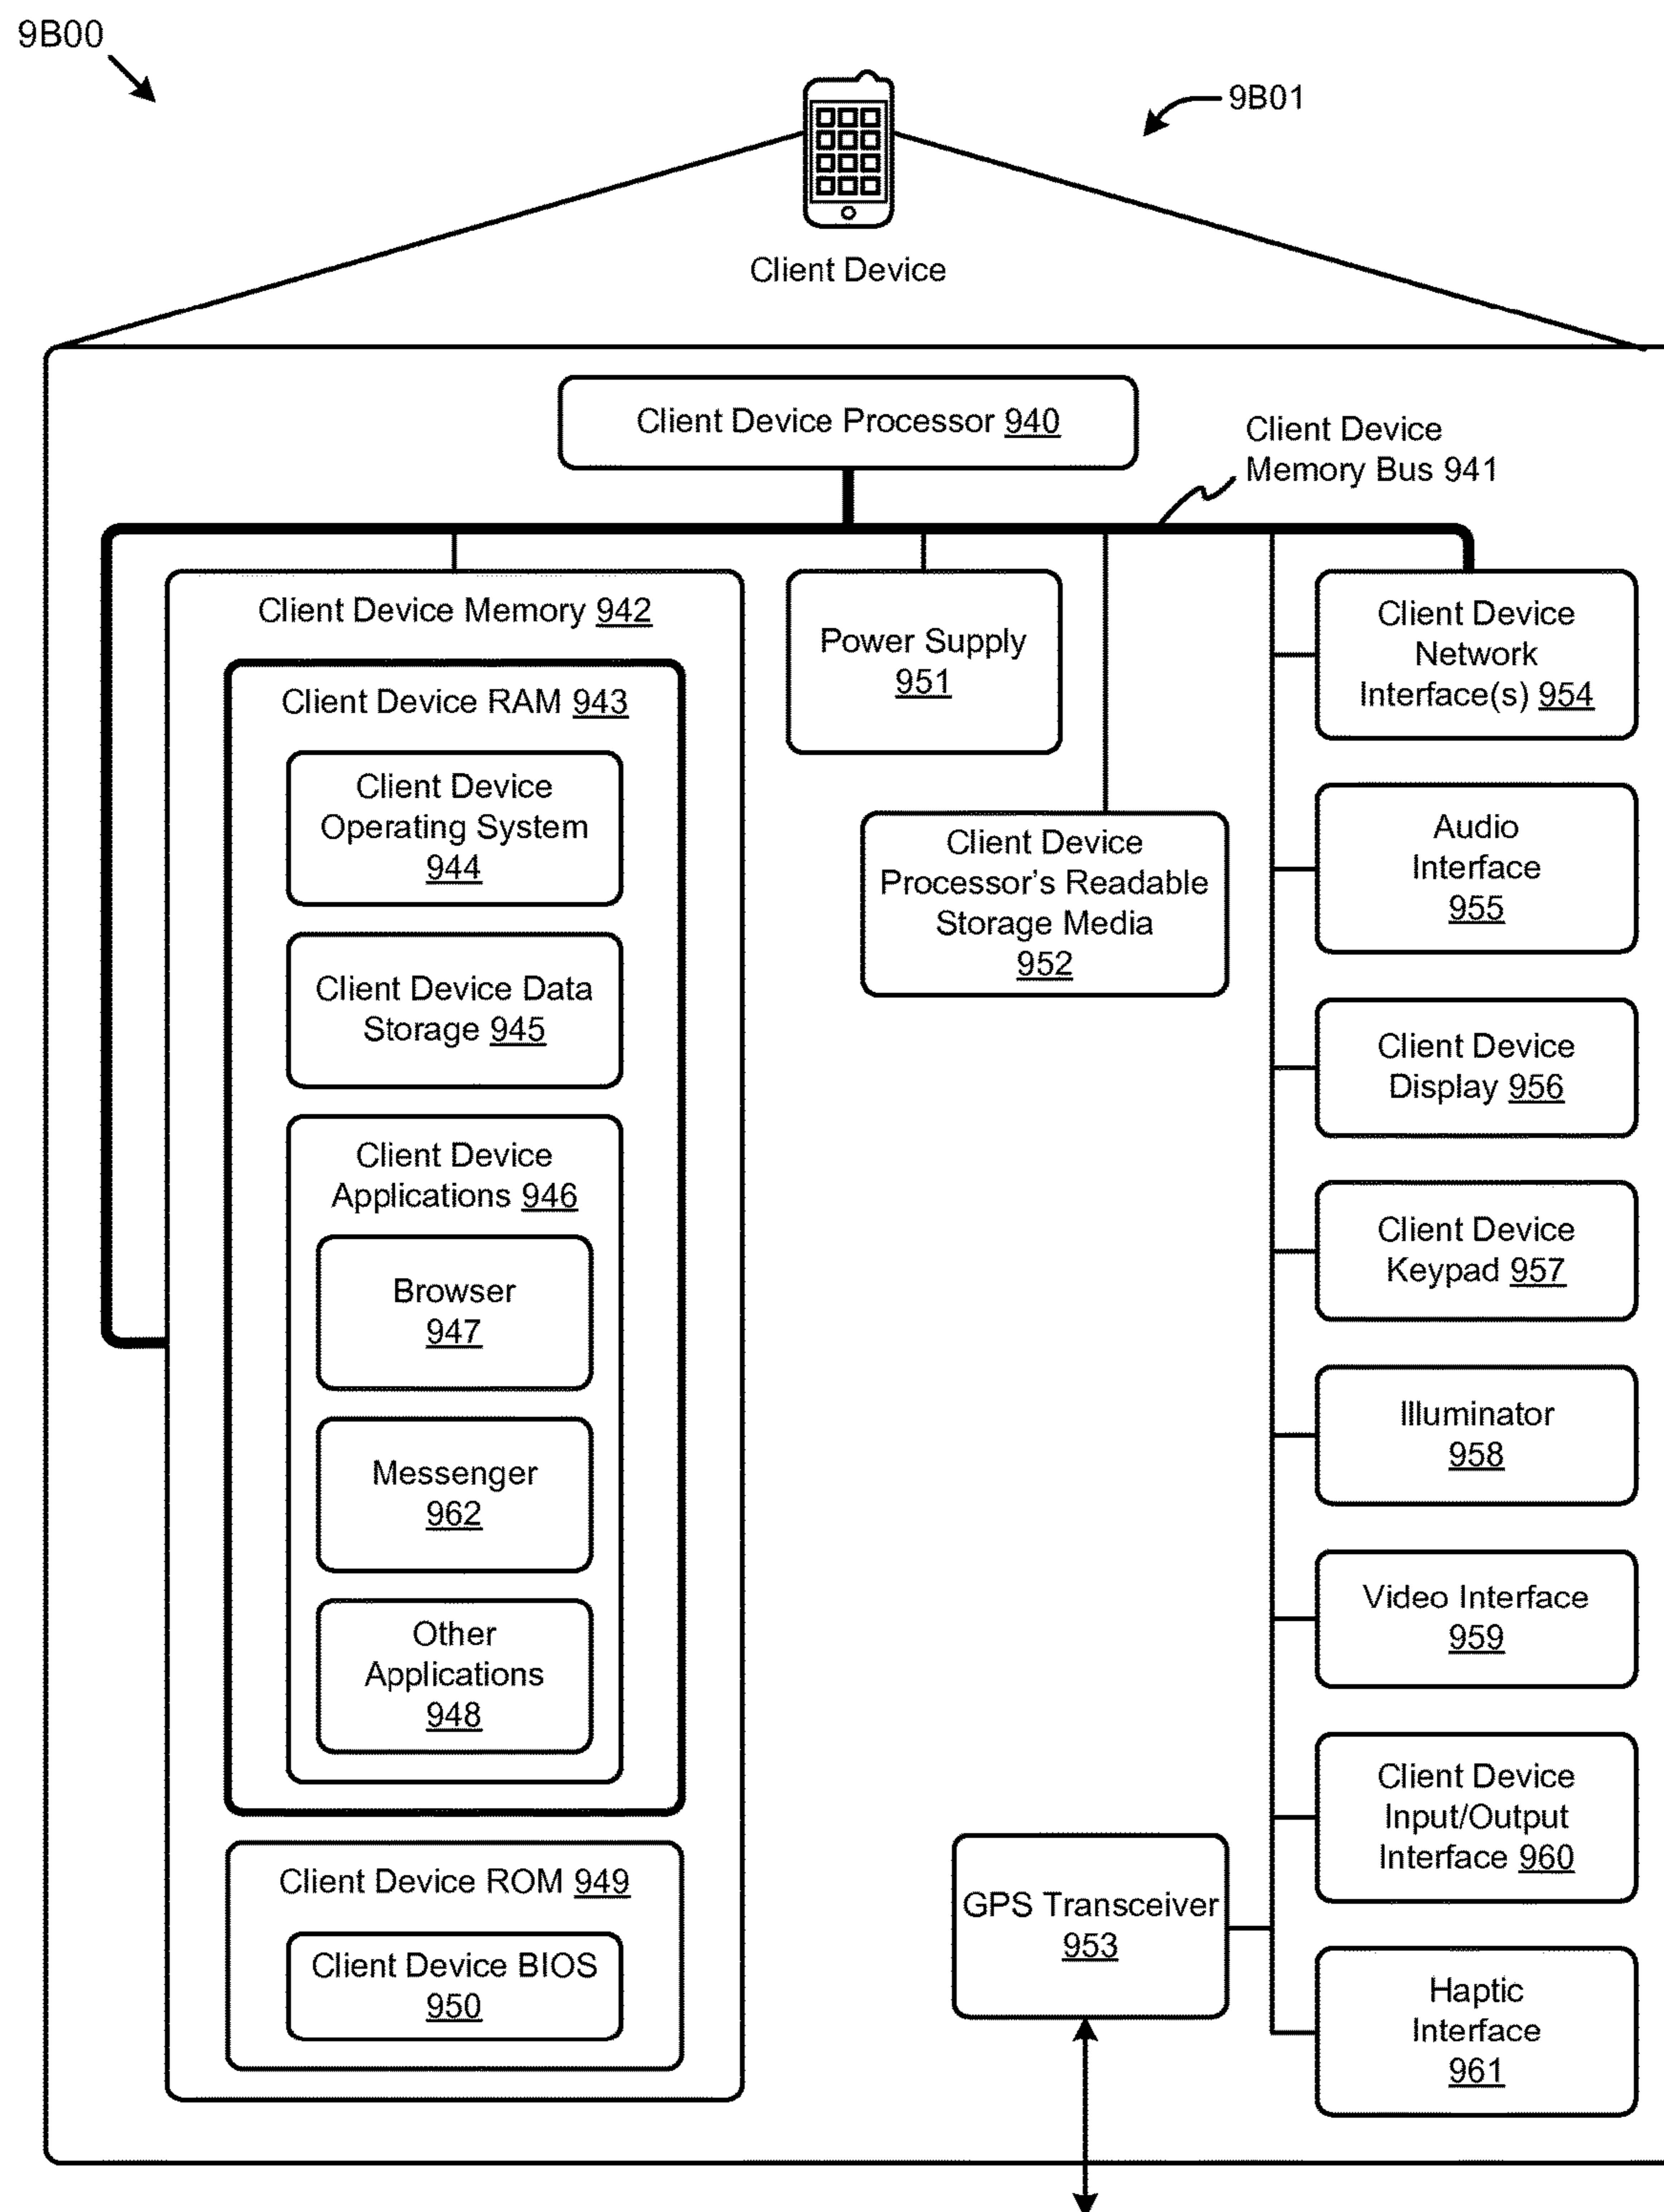 9B00
9B01
Client Device
Client Device Processor 940
Client Device
Memory Bus 941
Client Device Memory 942
Client Device RAM 943
Client Device
Operating System
944
Client Device Data
Storage 945
Client Device
Applications 946
Browser
947
Messenger
962
Other
Applications
948
Client Device ROM 949
Client Device BIOS
950
Power Supply
951
Client Device
Processor's Readable
Storage Media
952
GPS Transceiver
953
Client Device
Network
Interface(s) 954
Audio
Interface
955
Client Device
Display 956
Client Device
Keypad 957
Illuminator
958
Video Interface
959
Client Device
Input/Output
Interface 960
Haptic
Interface
961